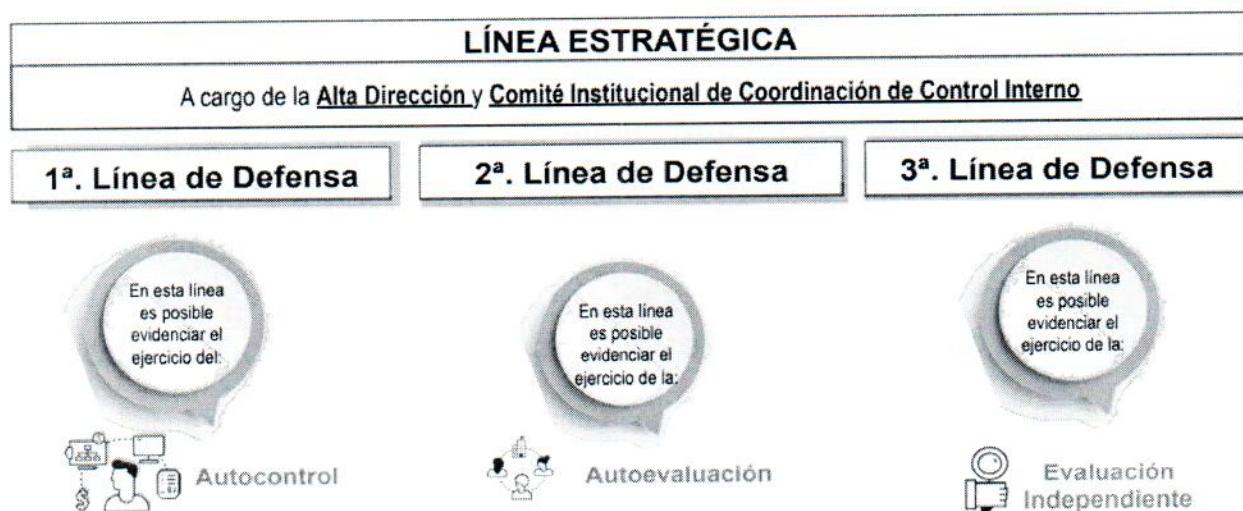 LÍNEA ESTRATÉGICA
A cargo de la Alta Dirección y Comité Institucional de Coordinación de Control Interno
1ª. Línea de Defensa
2ª. Línea de Defensa
3ª. Línea de Defensa
En esta línea
es posible
evidenciar el
ejercicio del:
En esta línea
es posible
evidenciar el
ejercicio de la:
En esta línea
es posible
evidenciar el
ejercicio de la:
Autocontrol
Autoevaluación
Evaluación
Independiente